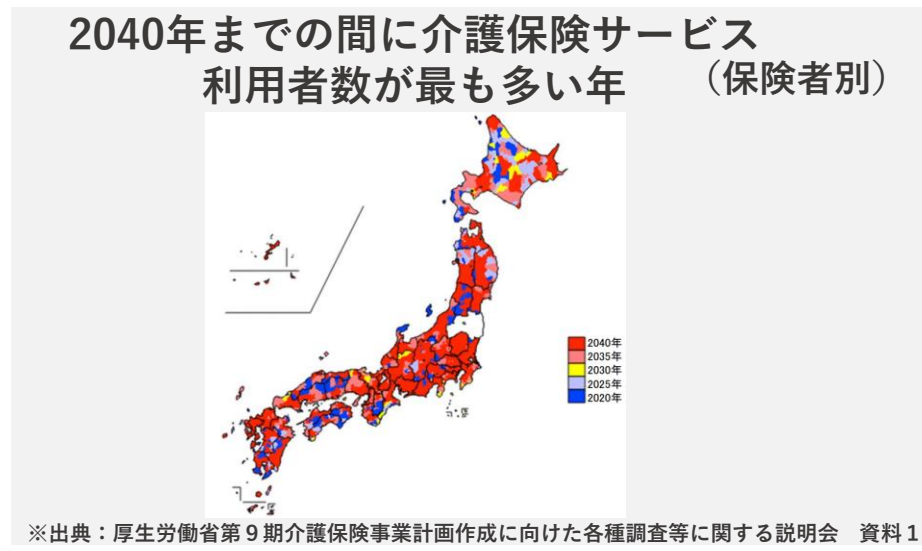 2040年までの間に介護保険サービス
利用者数が最も多い年 （保険者別）
2040年
2035年
2030年
2025年
2020年
※出典：厚生労働省第９期介護保険事業計画作成に向けた各種調査等に関する説明会　資料１